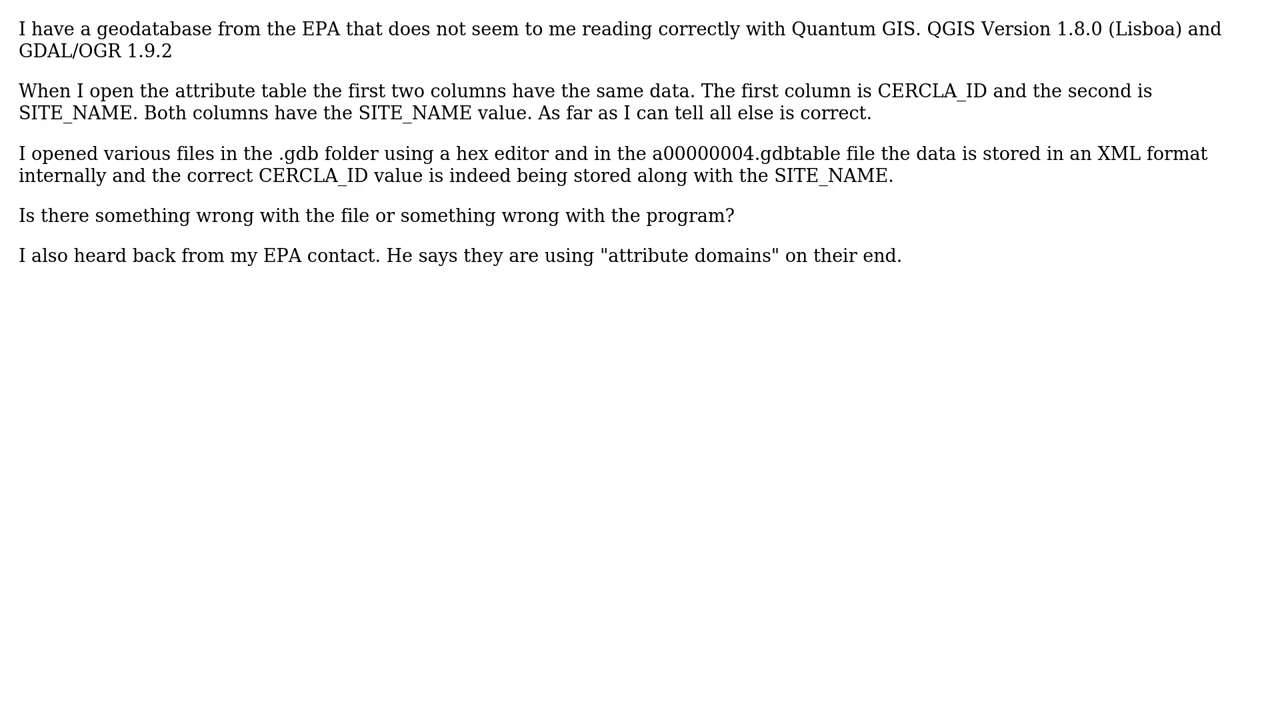 I have a geodatabase from the EPA that does not seem to me reading correctly with Quantum GIS. QGIS Version 1.8.0 (Lisboa) and
GDAL/OGR 1.9.2
When I open the attribute table the first two columns have the same data. The first column is CERCLA_ID and the second is
SITE_NAME. Both columns have the SITE_NAME value. As far as I can tell all else is correct.
I opened various files in the .gdb folder using a hex editor and in the a00000004.gdbtable file the data is stored in an XML format
internally and the correct CERCLA_ID value is indeed being stored along with the SITE_NAME.
Is there something wrong with the file or something wrong with the program?
I also heard back from my EPA contact. He says they are using "attribute domains" on their end.